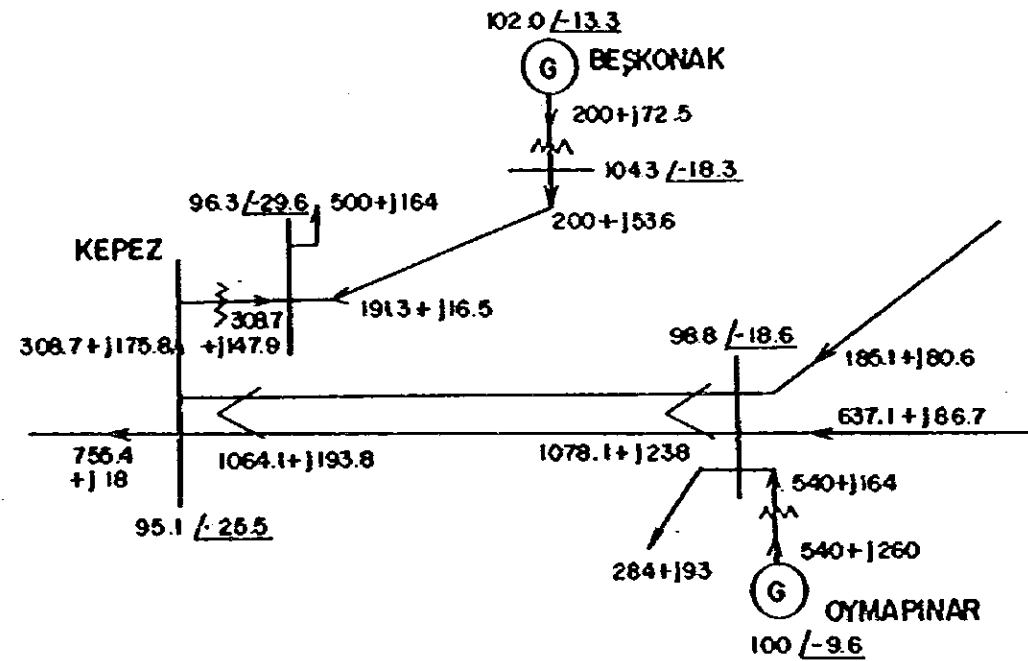 102.0 /-13.3
G BEŞKONAK
200+j72.5
104.3 /-18.3
96.3 /-29.6 500+j164
200+j53.6
KEPEZ
308.7
+j147.9
191.3 + j16.5
308.7+j175.8
98.8 /-18.6
185.1+j80.6
637.1 + j86.7
755.4
+j18
1064.1+j193.8
1078.1+j238
540+j164
95.1 /-25.5
284+j93
540+j260
G
OYMAPINAR
100 /-9.6